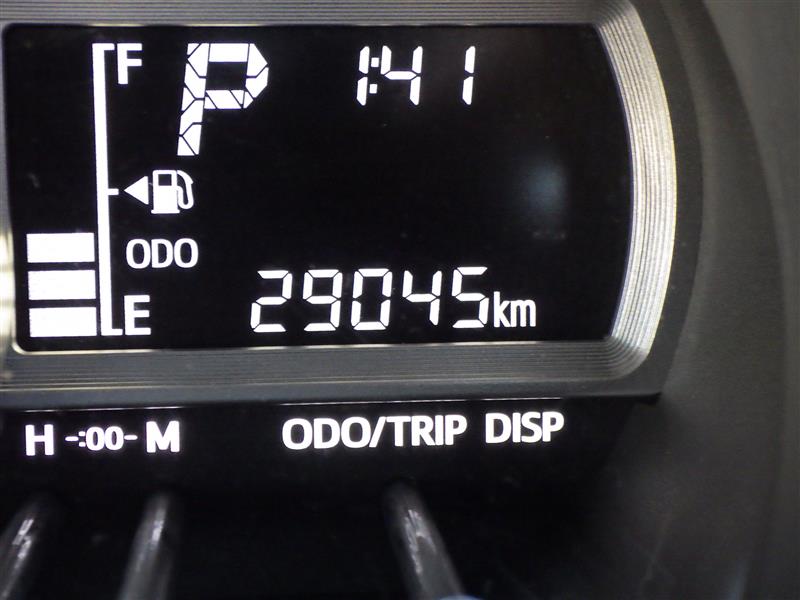 F P 1:41
ODO
E 29045km
H -:00- M ODO/TRIP DISP